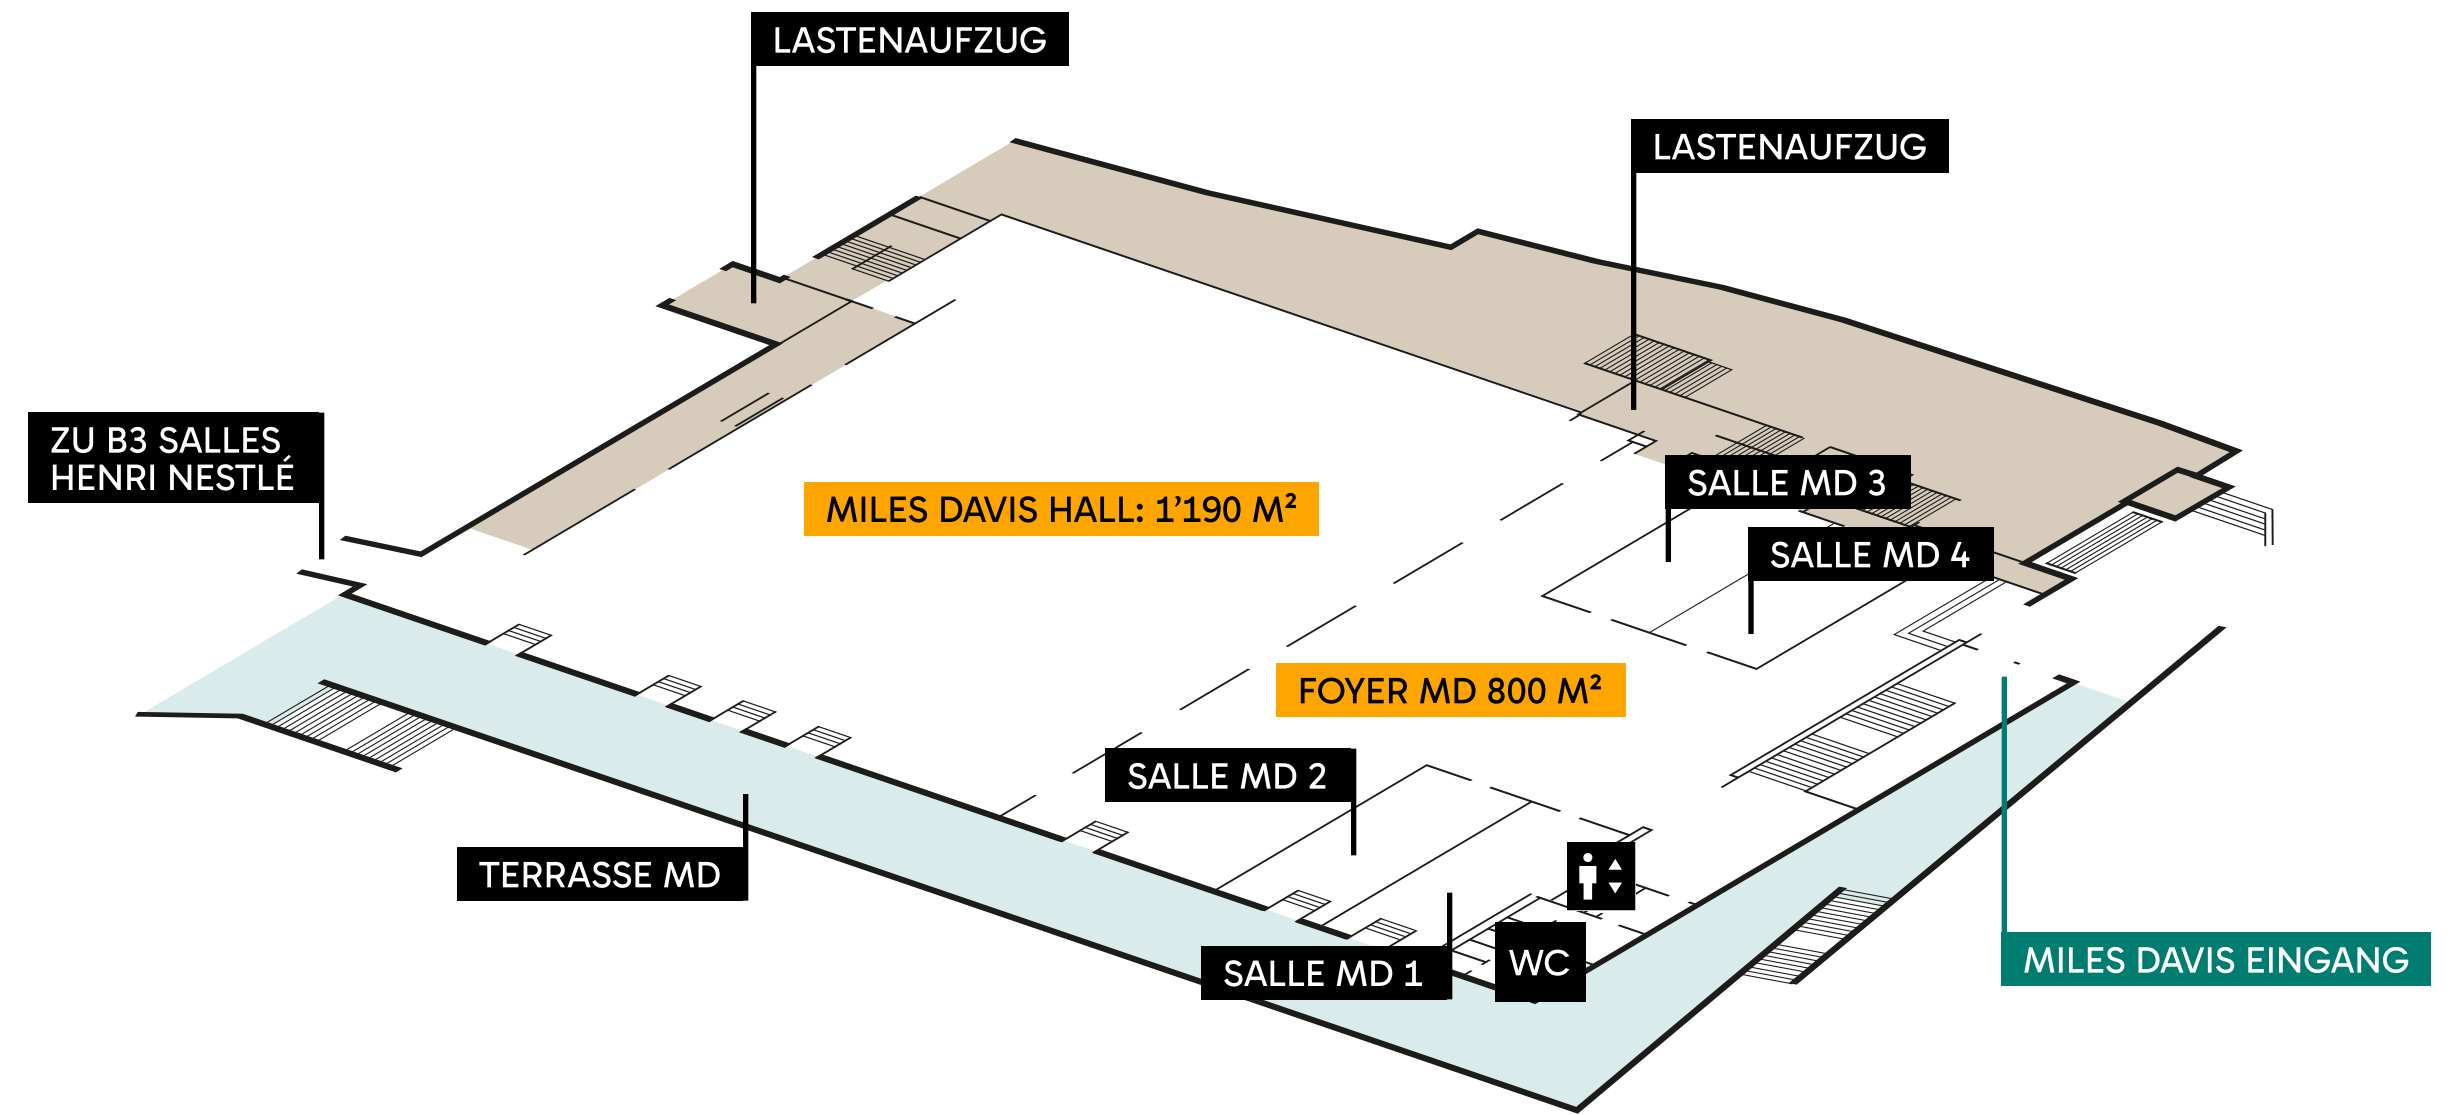 LASTENAUFZUG
LASTENAUFZUG
ZU B3 SALLES
HENRI NESTLÉ
MILES DAVIS HALL: 1’190 M²
SALLE MD 3
SALLE MD 4
FOYER MD 800 M²
SALLE MD 2
TERRASSE MD
SALLE MD 1
WC
MILES DAVIS EINGANG